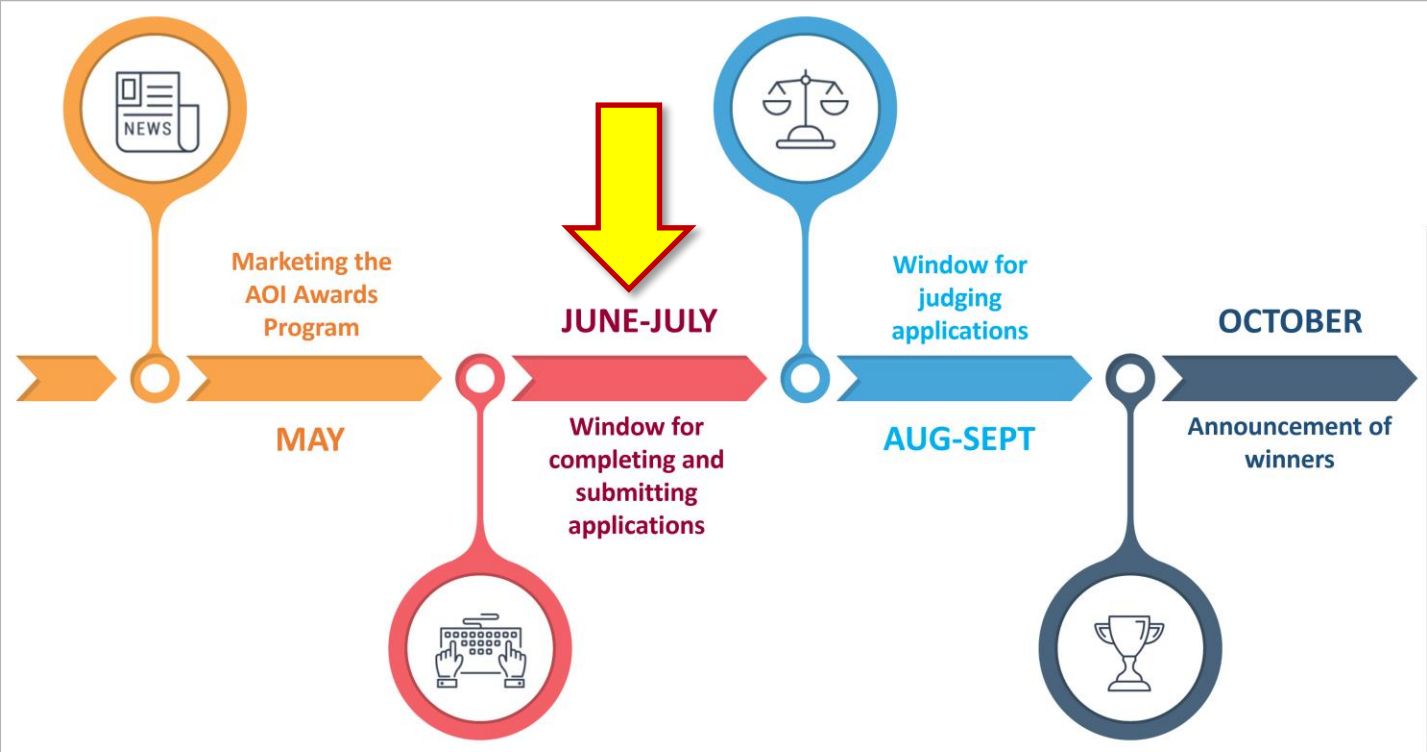 NEWS
Marketing the
AOI Awards
Program
MAY
JUNE-JULY
Window for
completing and
submitting
applications
Window for
judging
applications
AUG-SEPT
OCTOBER
Announcement of
winners